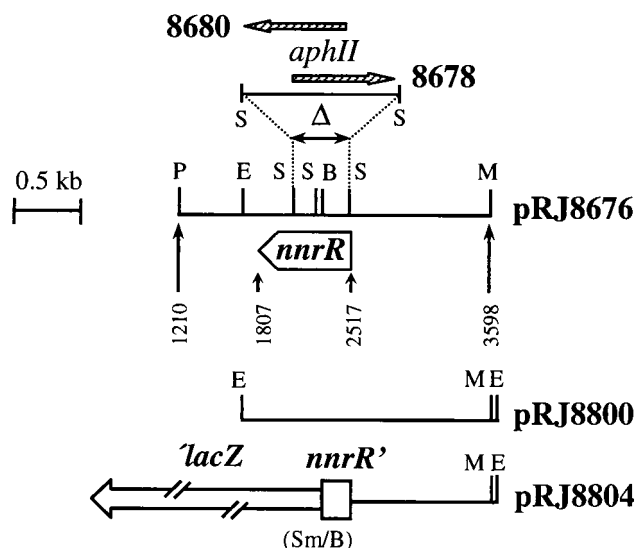 8680
aphII
8678
S S
Δ
P E S S B S M
0.5 kb
pRJ8676
nnrR
1210 1807 2517 3598
E M E
pRJ8800
´lacZ nnrR’
M E
pRJ8804
(Sm/B)